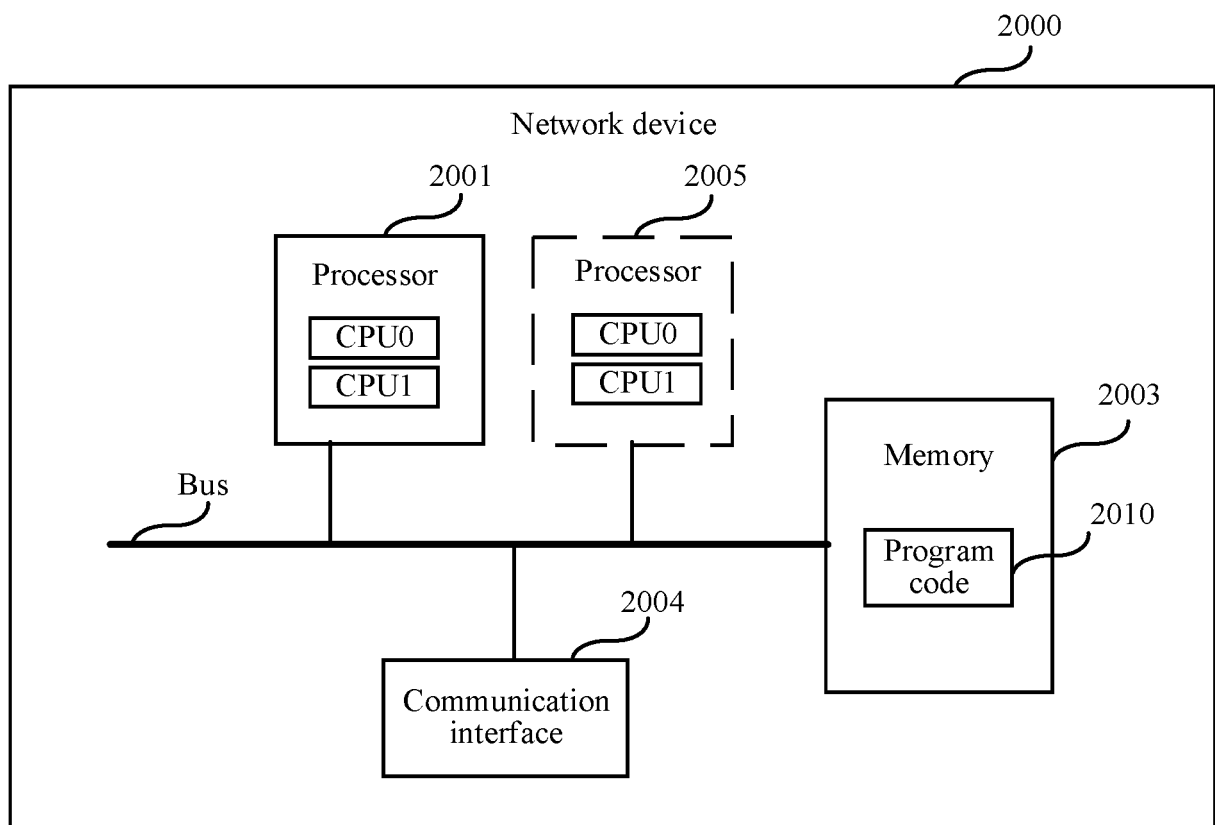 2000
Network device
2001
2005
Processor
Processor
CPU0
CPU0
CPU1
CPU1
2003
Memory
Bus
2010
Program
code
2004
Communication
interface